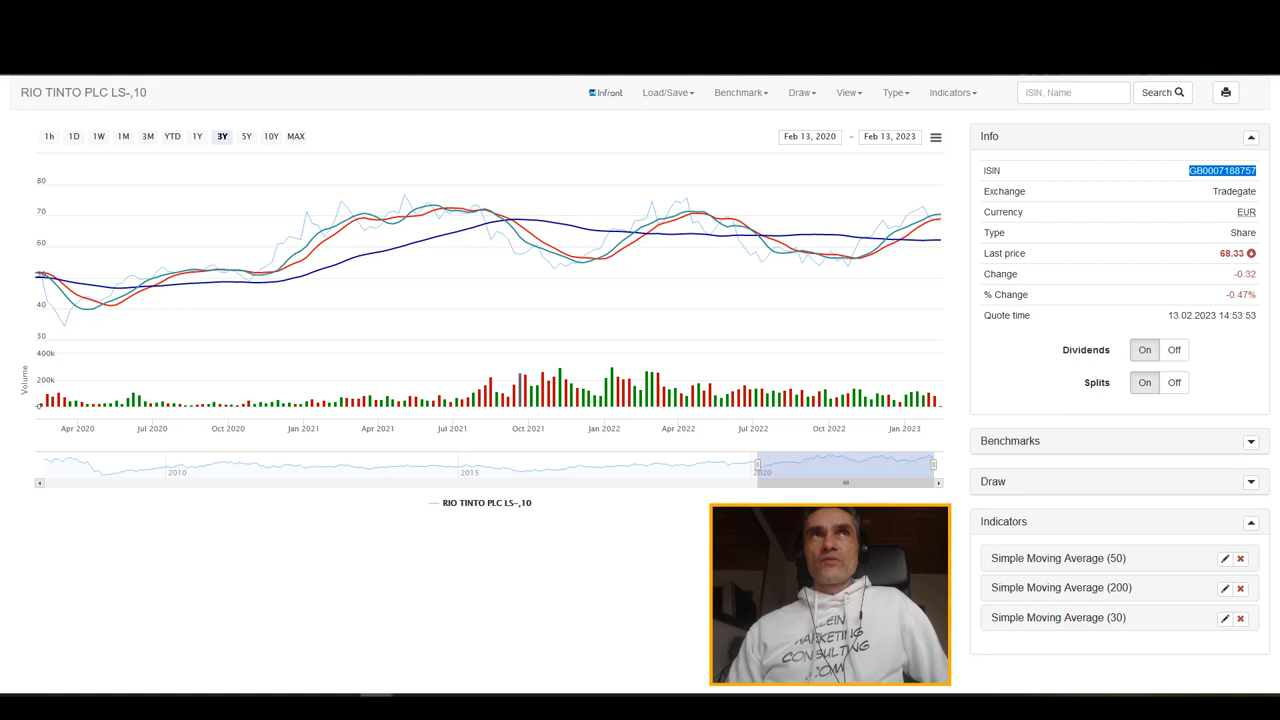 RIO TINTO PLC LS-,10
Infront
Load/Save
Benchmark
Draw
View
Type
Indicators
ISIN, Name
Search
1h 1D 1W 1M 3M YTD 1Y 3Y 5Y 10Y MAX
Feb 13, 2020 - Feb 13, 2023
80
70
60
40
30
400k
200k
0
Volume
Apr 2020 Jul 2020 Oct 2020 Jan 2021 Apr 2021 Jul 2021 Oct 2021 Jan 2022 Apr 2022 Jul 2022 Oct 2022 Jan 2023
2010 2015 2020
RIO TINTO PLC LS-,10
Info
ISIN GB0007188757
Exchange Tradegate
Currency EUR
Type Share
Last price 68.33
Change -0.32
% Change -0.47%
Quote time 13.02.2023 14:53:53
Dividends On Off
Splits On Off
Benchmarks
Draw
Indicators
Simple Moving Average (50)
Simple Moving Average (200)
Simple Moving Average (30)
CONSULTING
.COM